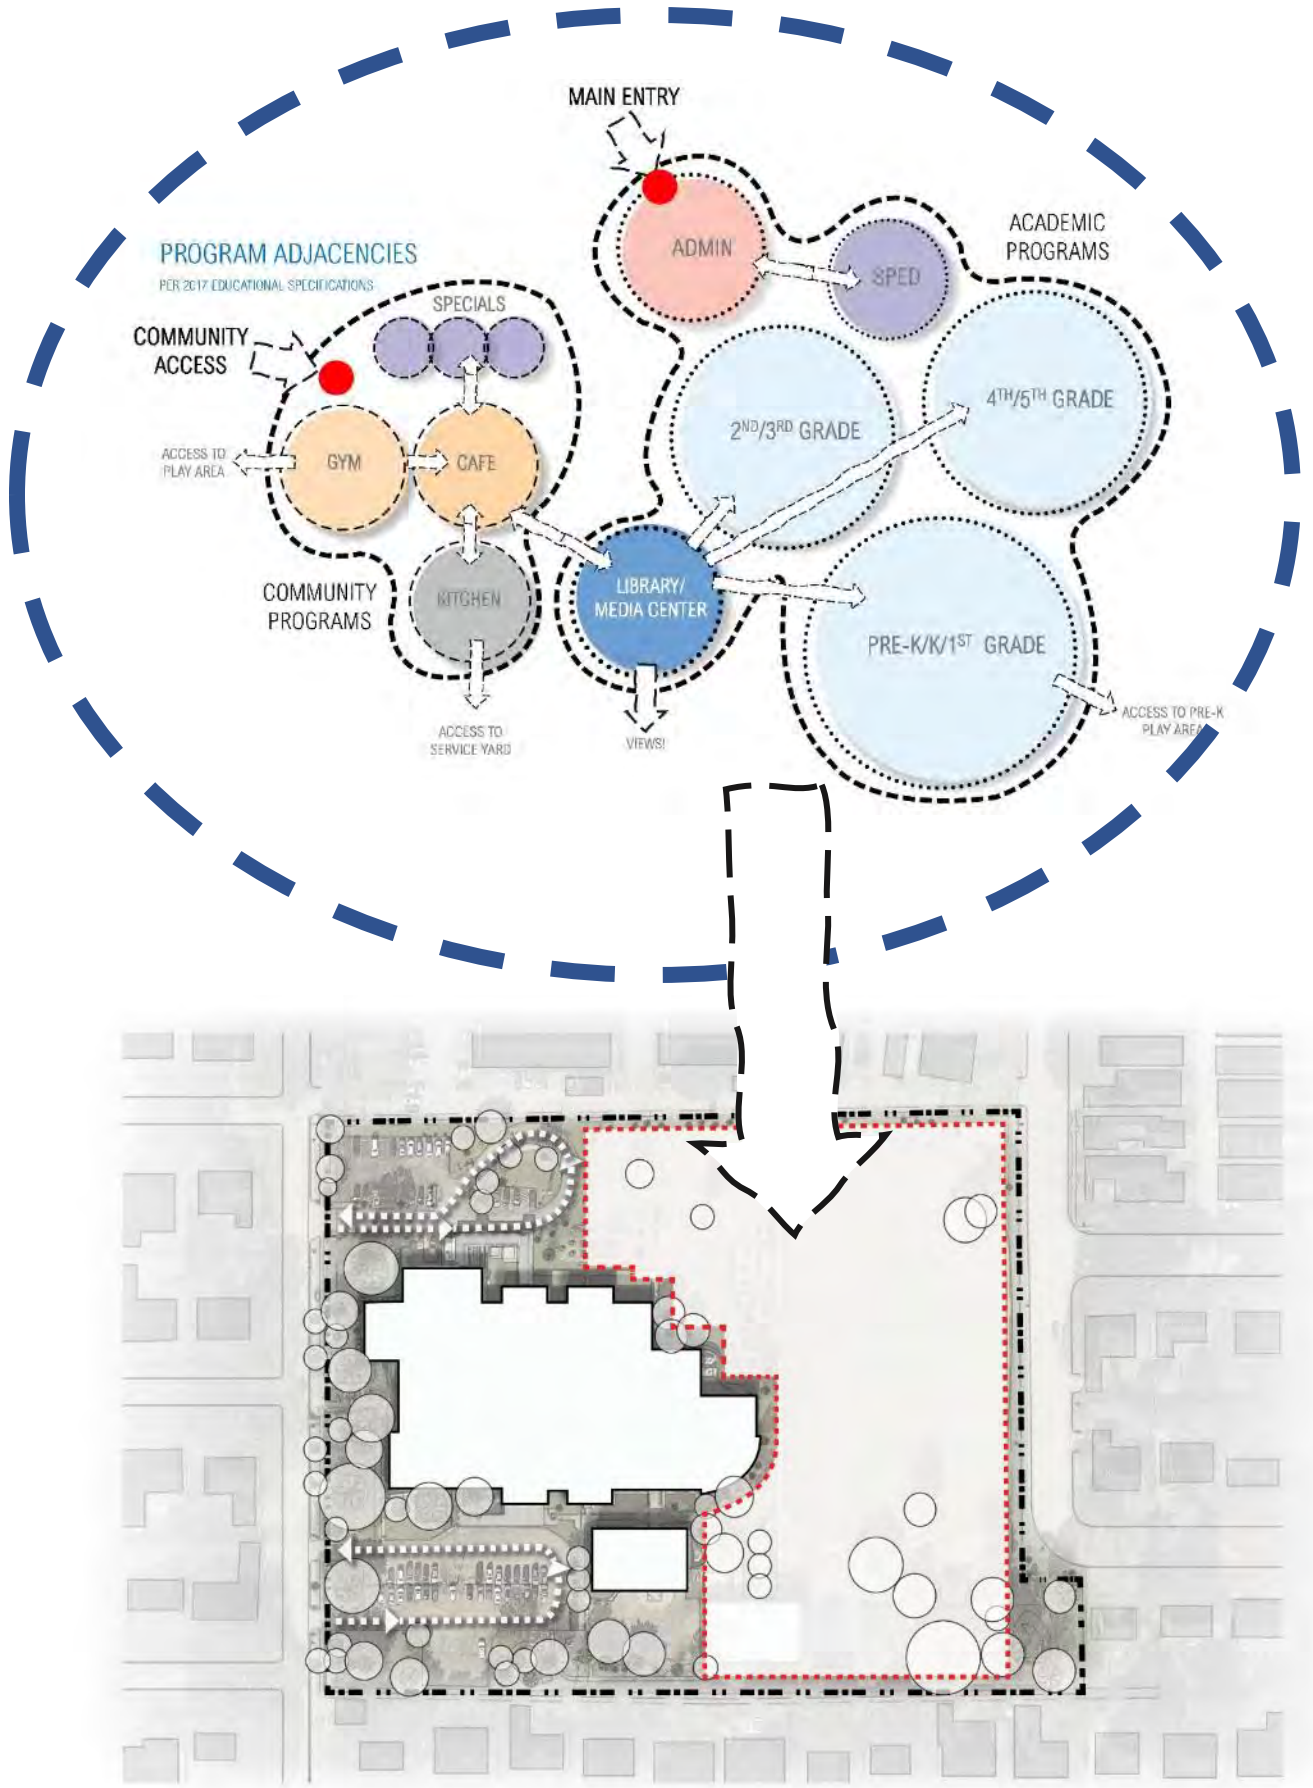 MAIN ENTRY
ACADEMIC
PROGRAMS
ADMIN
SPED
PROGRAM ADJACENCIES
PER 2017 EDUCATIONAL SPECIFICATIONS
SPECIALS
COMMUNITY
ACCESS
4TH/5TH GRADE
2ND/3RD GRADE
ACCESS TO
PLAY AREA
GYM
CAFE
COMMUNITY
PROGRAMS
KITCHEN
LIBRARY/
MEDIA CENTER
PRE-K/K/1ST GRADE
ACCESS TO PRE-K
PLAY AREA
ACCESS TO
SERVICE YARD
VIEWS!